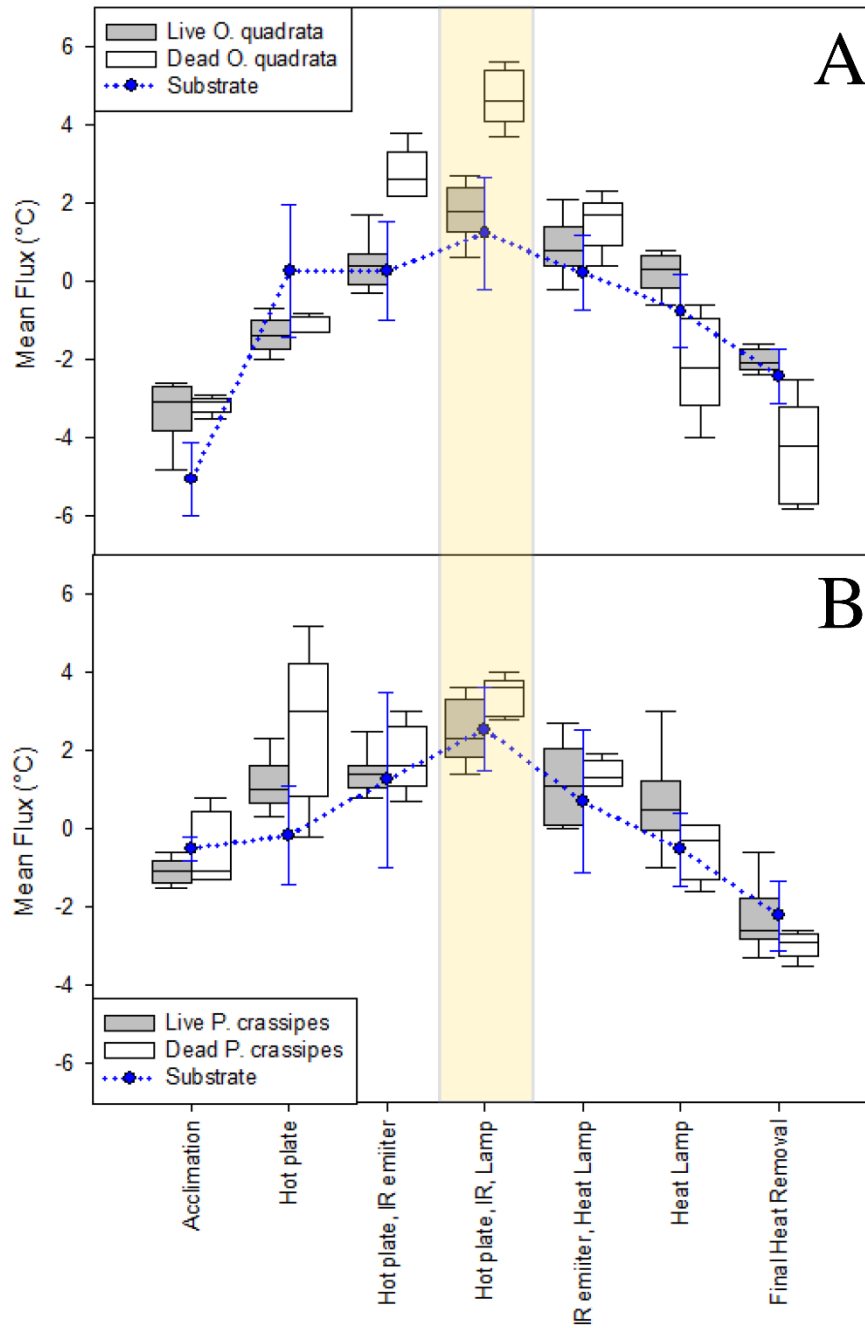 Live O. quadrata
Dead O. quadrata
Substrate
A
6
4
2
0
-2
-4
-6
Mean Flux (°C)
B
6
4
2
0
-2
-4
-6
Mean Flux (°C)
Live P. crassipes
Dead P. crassipes
Substrate
Acclimation
Hot plate
Hot plate, IR emiiter
Hot plate, IR, Lamp
IR emiiter, Heat Lamp
Heat Lamp
Final Heat Removal